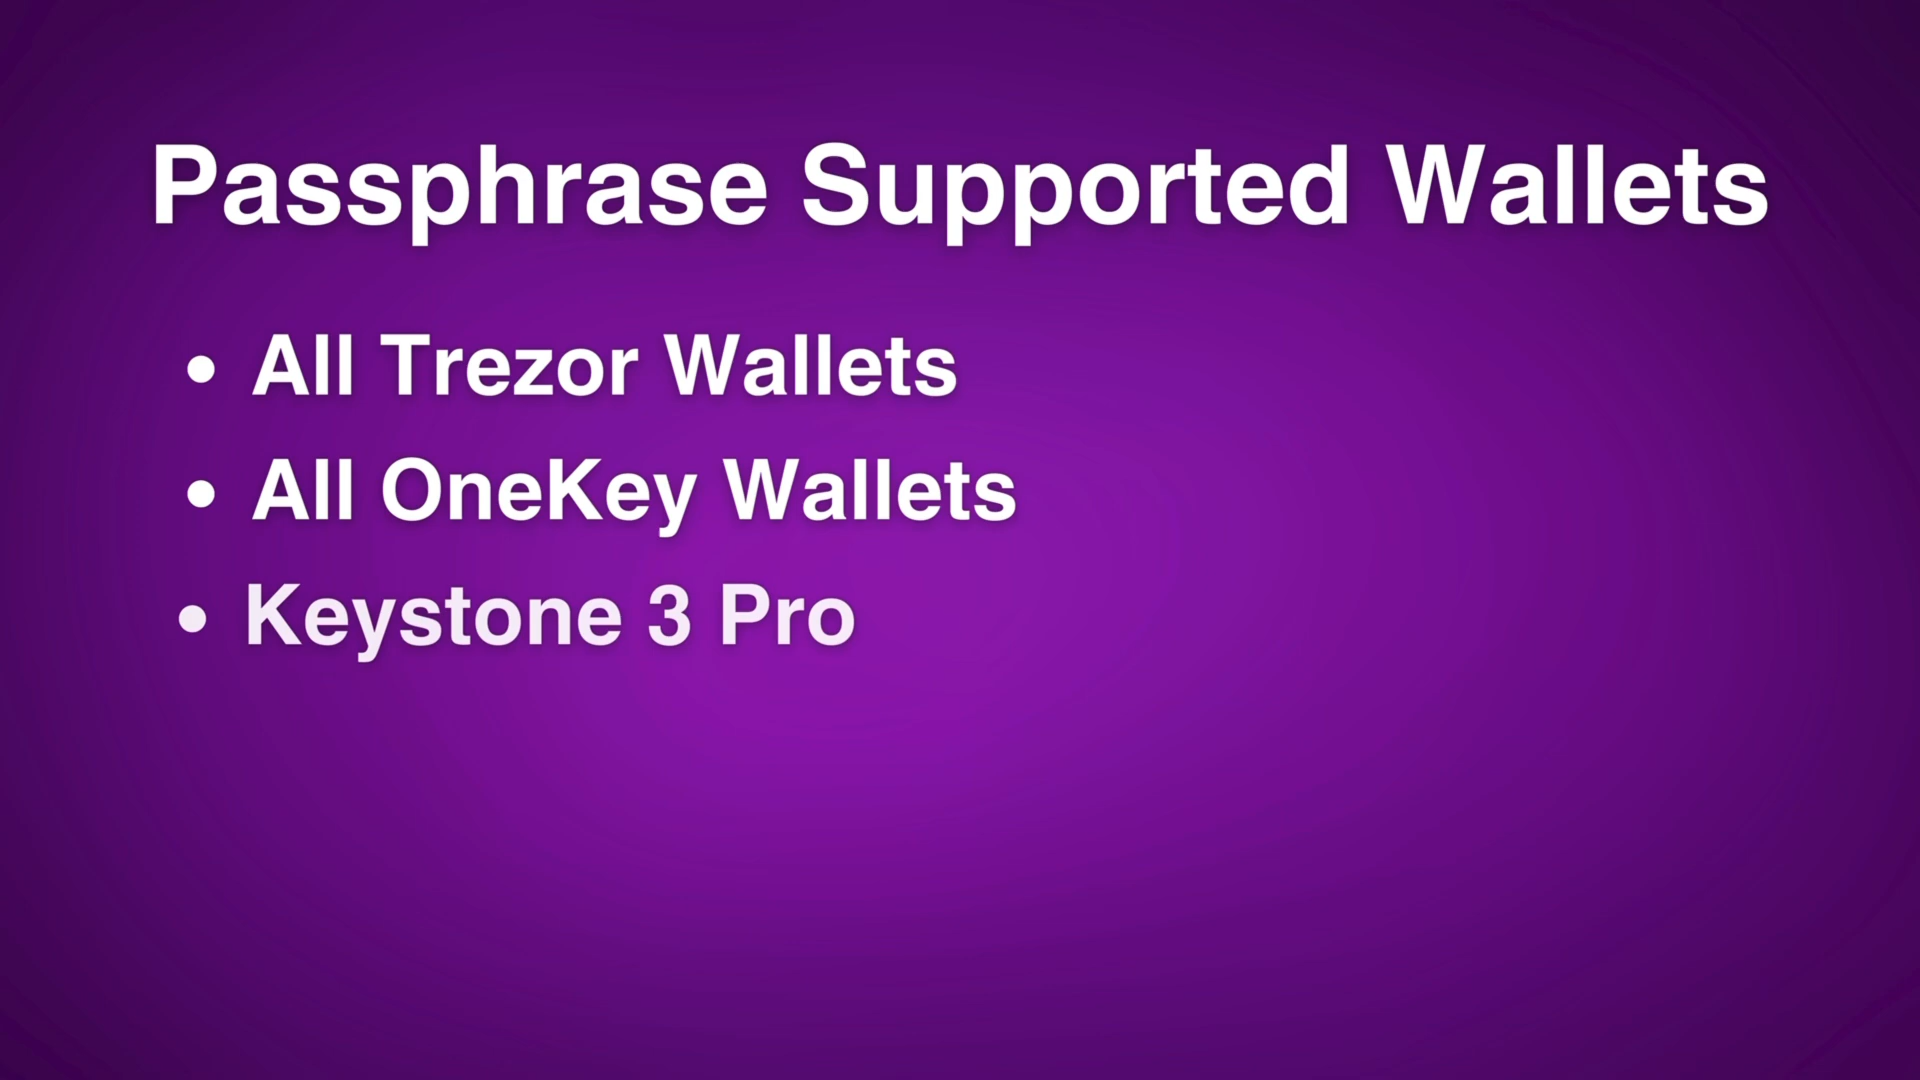 Passphrase Supported Wallets
• All Trezor Wallets
• All OneKey Wallets
• Keystone 3 Pro